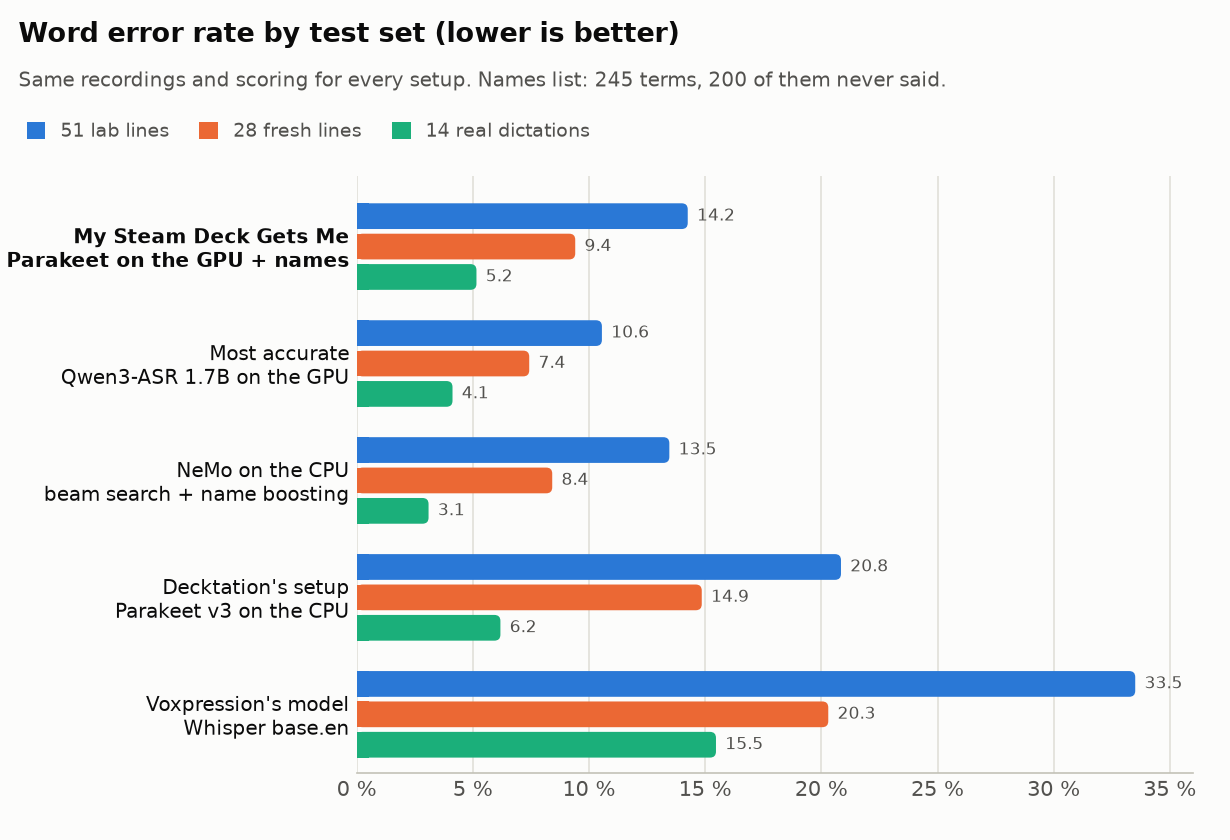 Word error rate by test set (lower is better)
Same recordings and scoring for every setup. Names list: 245 terms, 200 of them never said.
51 lab lines
28 fresh lines
14 real dictations
My Steam Deck Gets Me
Parakeet on the GPU + names
14.2
9.4
5.2
Most accurate
Qwen3-ASR 1.7B on the GPU
10.6
7.4
4.1
NeMo on the CPU
beam search + name boosting
13.5
8.4
3.1
Decktation's setup
Parakeet v3 on the CPU
20.8
14.9
6.2
Voxpression's model
Whisper base.en
33.5
20.3
15.5
0 %
5 %
10 %
15 %
20 %
25 %
30 %
35 %